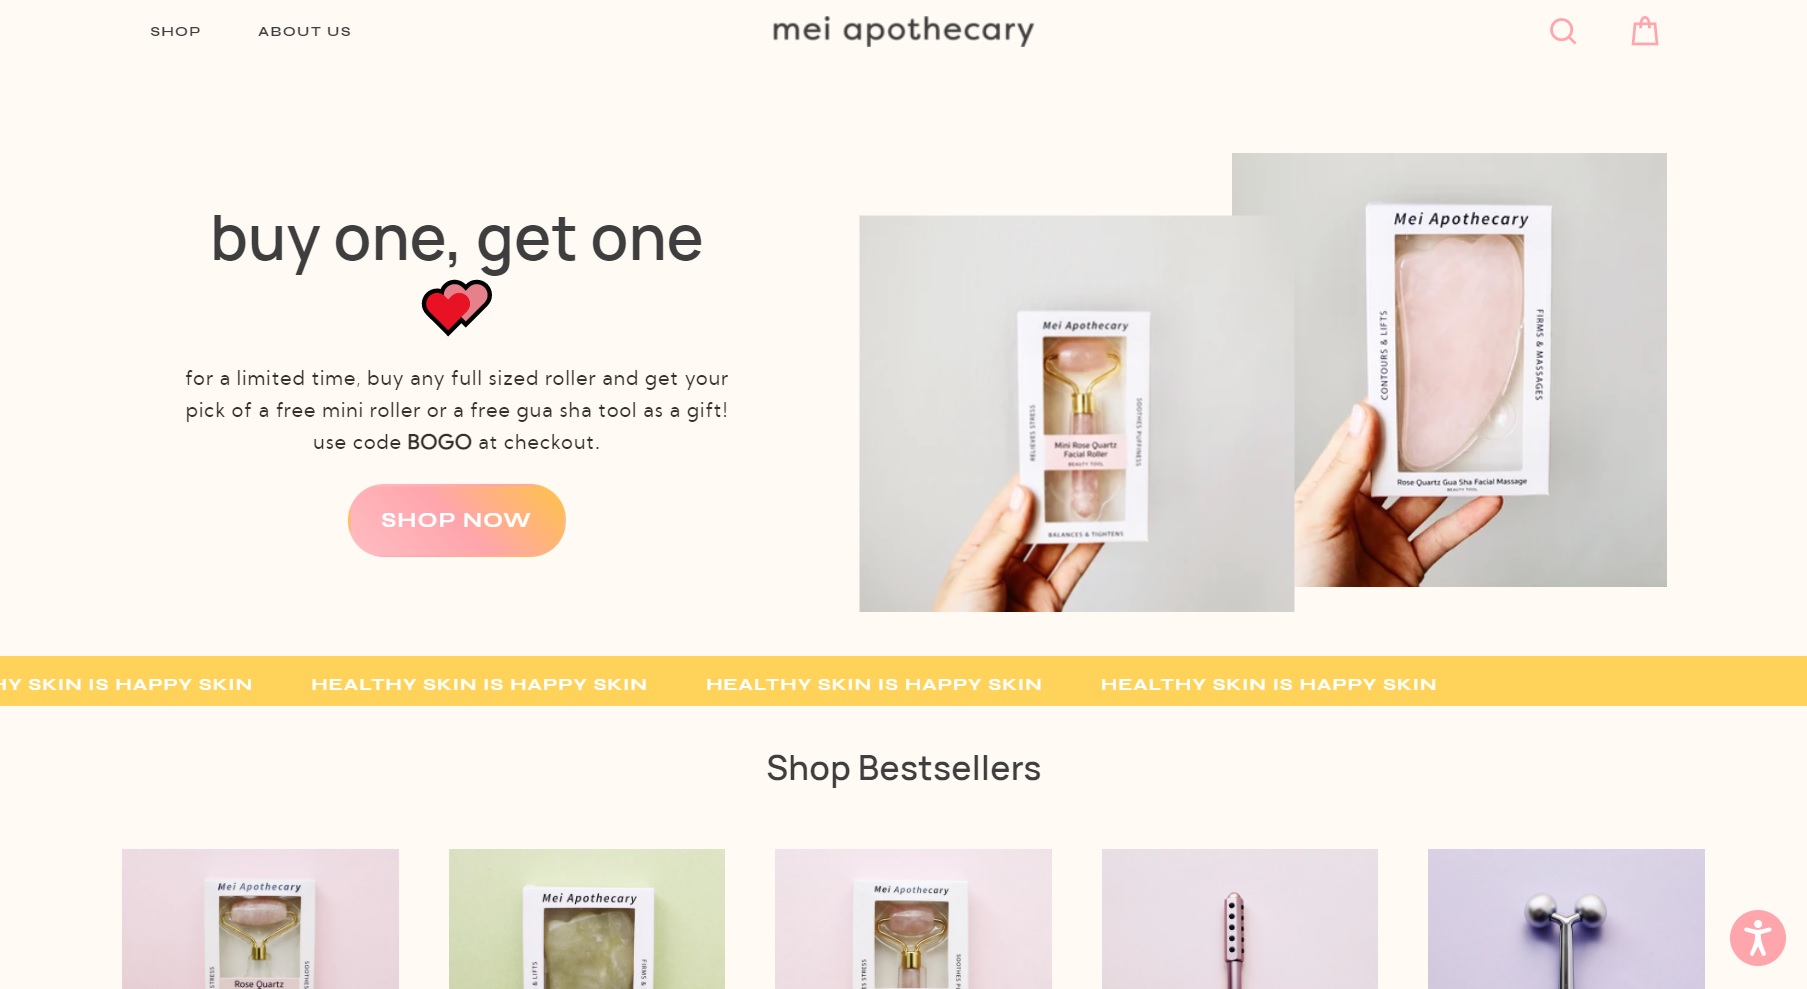 SHOP ABOUT US
mei apothecary
buy one, get one
for a limited time, buy any full sized roller and get your
pick of a free mini roller or a free gua sha tool as a gift!
use code BOGO at checkout.
SHOP NOW
Mei Apothecary
RELIEVES STRESS
SOOTHES PUFFINESS
Mini Rose Quartz
Facial Roller
BEAUTY TOOL
BALANCES & TIGHTENS
Mei Apothecary
CONTOURS & LIFTS
FIRMS & MASSAGES
Rose Quartz Gua Sha Facial Massage
BEAUTY TOOL
HY SKIN IS HAPPY SKIN HEALTHY SKIN IS HAPPY SKIN HEALTHY SKIN IS HAPPY SKIN HEALTHY SKIN IS HAPPY SKIN
Shop Bestsellers
Mei Apothecary
Rose Quartz
Mei Apothecary
& LIFTS
FIRMS &
Mei Apothecary